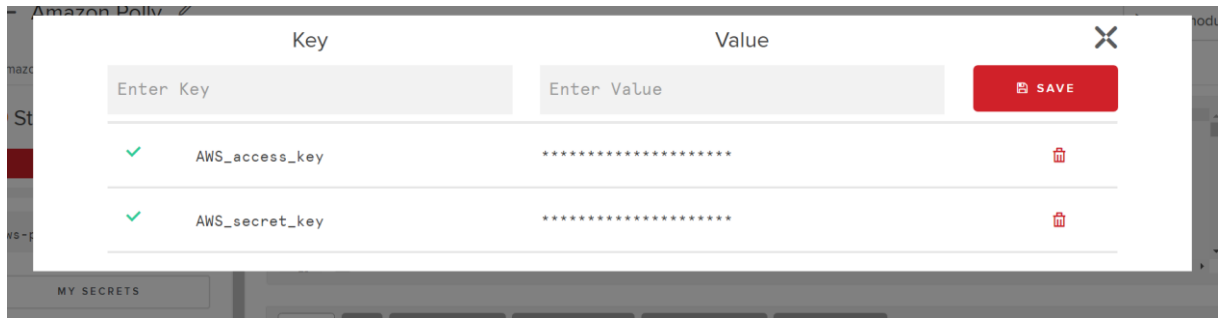 Amazon Polly
Key Value
Enter Key Enter Value SAVE
AWS_access_key *********************
AWS_secret_key *********************
MY SECRETS